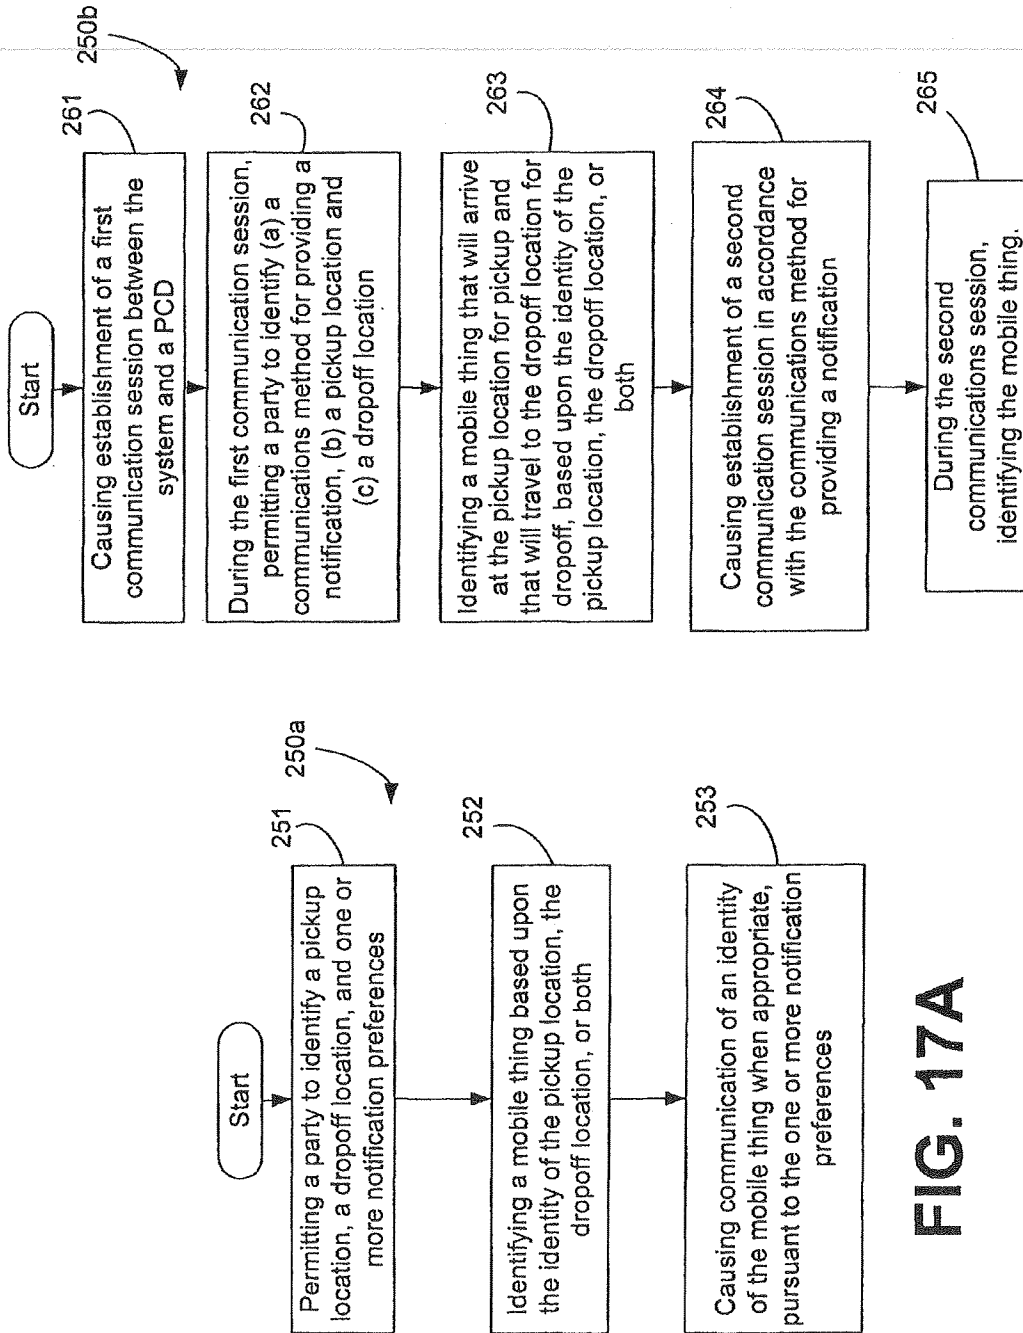 Start
250a
251
Permitting a party to identify a pickup
location, a dropoff location, and one or
more notification preferences
252
Identifying a mobile thing based upon
the identity of the pickup location, the
dropoff location, or both
253
Causing communication of an identity
of the mobile thing when appropriate,
pursuant to the one or more notification
preferences
FIG. 17A
Start
250b
261
Causing establishment of a first
communication session between the
system and a PCD
262
During the first communication session,
permitting a party to identify (a) a
communications method for providing a
notification, (b) a pickup location and
(c) a dropoff location
263
Identifying a mobile thing that will arrive
at the pickup location for pickup and
that will travel to the dropoff location for
dropoff, based upon the identity of the
pickup location, the dropoff location, or
both
264
Causing establishment of a second
communication session in accordance
with the communications method for
providing a notification
265
During the second
communications session,
identifying the mobile thing.